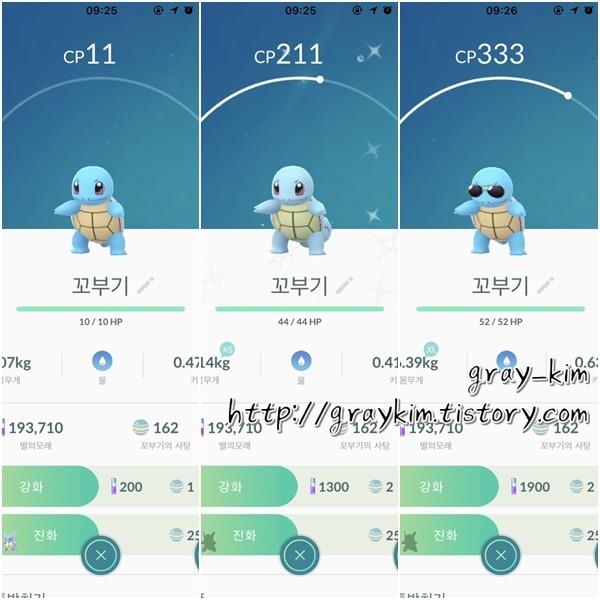 09:25
CP11
꼬부기
10 / 10 HP
07kg
몸무게
물
0.47
키
193,710
별의모래
162
꼬부기의 사탕
강화
200
1
진화
25
09:25
CP211
꼬부기
44 / 44 HP
XS
.14kg
몸무게
물
0.41
키
193,710
별의모래
162
꼬부기의 사탕
강화
1300
2
진화
25
09:26
CP333
꼬부기
52 / 52 HP
XL
.39kg
몸무게
0.63
193,710
별의모래
162
꼬부기의 사탕
강화
1900
2
진화
25
gray_kim
http://graykim.tistory.com